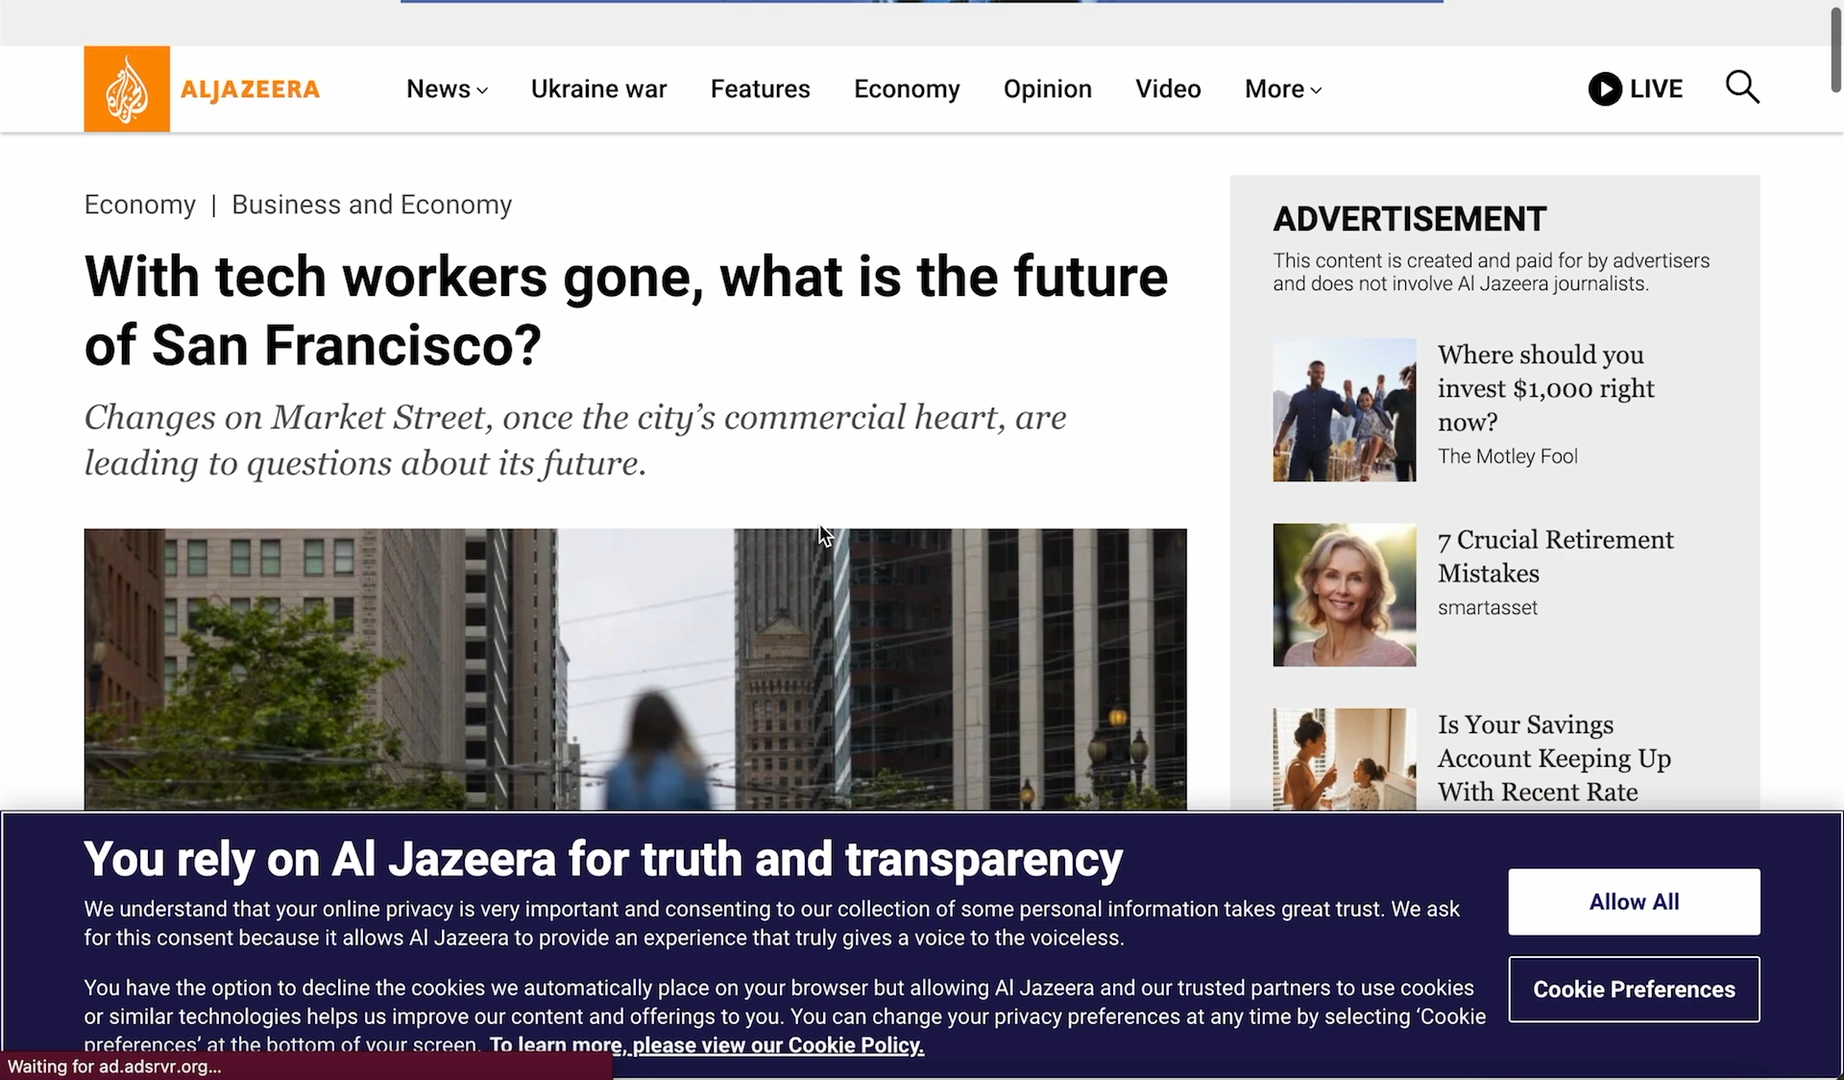 ALJAZEERA
News
Ukraine war
Features
Economy
Opinion
Video
More
LIVE
Economy | Business and Economy
With tech workers gone, what is the future
of San Francisco?
Changes on Market Street, once the city’s commercial heart, are
leading to questions about its future.
ADVERTISEMENT
This content is created and paid for by advertisers
and does not involve Al Jazeera journalists.
Where should you
invest $1,000 right
now?
The Motley Fool
7 Crucial Retirement
Mistakes
smartasset
Is Your Savings
Account Keeping Up
With Recent Rate
You rely on Al Jazeera for truth and transparency
We understand that your online privacy is very important and consenting to our collection of some personal information takes great trust. We ask
for this consent because it allows Al Jazeera to provide an experience that truly gives a voice to the voiceless.
You have the option to decline the cookies we automatically place on your browser but allowing Al Jazeera and our trusted partners to use cookies
or similar technologies helps us improve our content and offerings to you. You can change your privacy preferences at any time by selecting ‘Cookie
preferences’ at the bottom of your screen. To learn more, please view our Cookie Policy.
Allow All
Cookie Preferences
Waiting for ad.adsrvr.org...